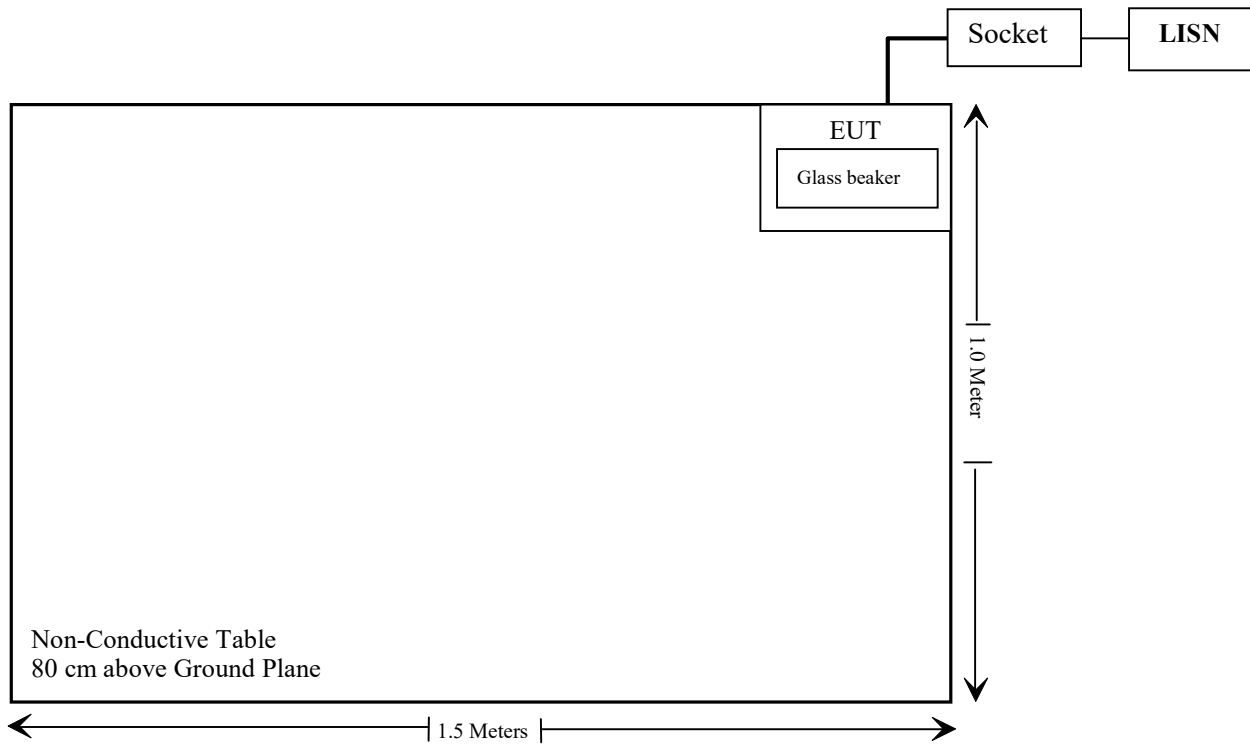 Socket
LISN
EUT
Glass beaker
1.0 Meter
Non-Conductive Table
80 cm above Ground Plane
1.5 Meters